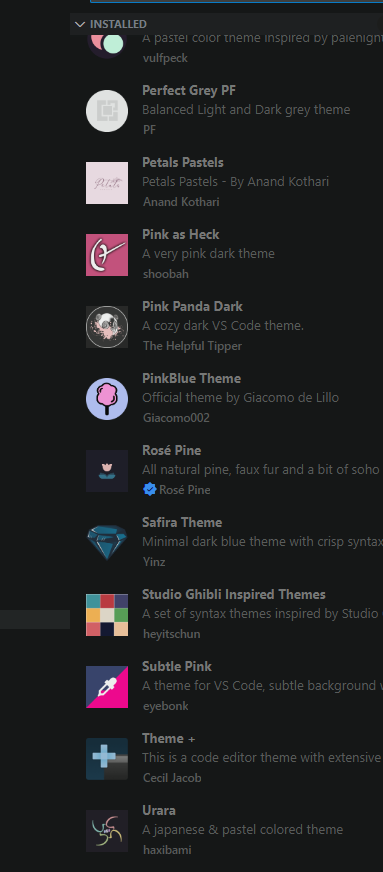 INSTALLED
A pastel color theme inspired by palenight
vulfpeck
Perfect Grey PF
Balanced Light and Dark grey theme
PF
Petals Pastels
Petals Pastels - By Anand Kothari
Anand Kothari
Pink as Heck
A very pink dark theme
shoobah
Pink Panda Dark
A cozy dark VS Code theme.
The Helpful Tipper
PinkBlue Theme
Official theme by Giacomo de Lillo
Giacomo002
Rosé Pine
All natural pine, faux fur and a bit of soho
Rosé Pine
Safira Theme
Minimal dark blue theme with crisp syntax
Yinz
Studio Ghibli Inspired Themes
A set of syntax themes inspired by Studio
heyitschun
Subtle Pink
A theme for VS Code, subtle background
eyebonk
Theme +
This is a code editor theme with extensive
Cecil Jacob
Urara
A japanese & pastel colored theme
haxibami